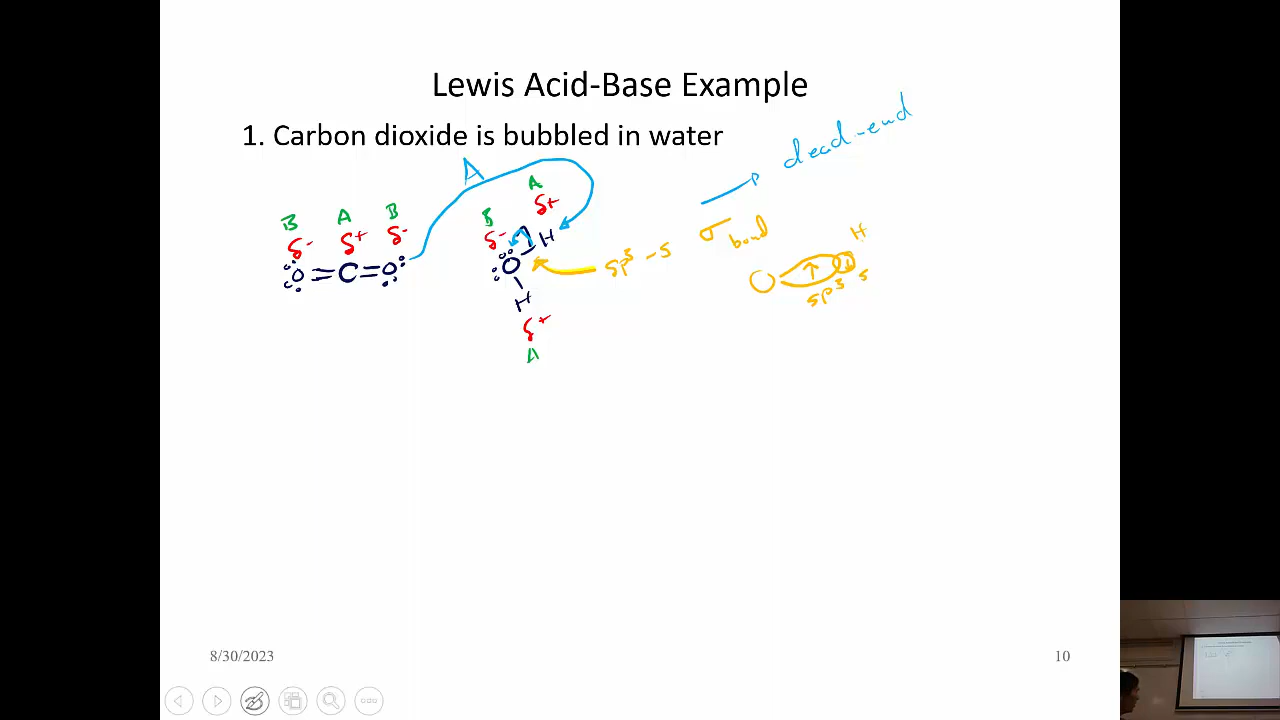 Lewis Acid-Base Example
1. Carbon dioxide is bubbled in water
dead-end
A
A
B A B
B
δ+
δ- δ+ δ-
δ-
σ bond
H
O=C=O
O H
sp³-s
O
sp³ s
H
δ+
A
8/30/2023
10